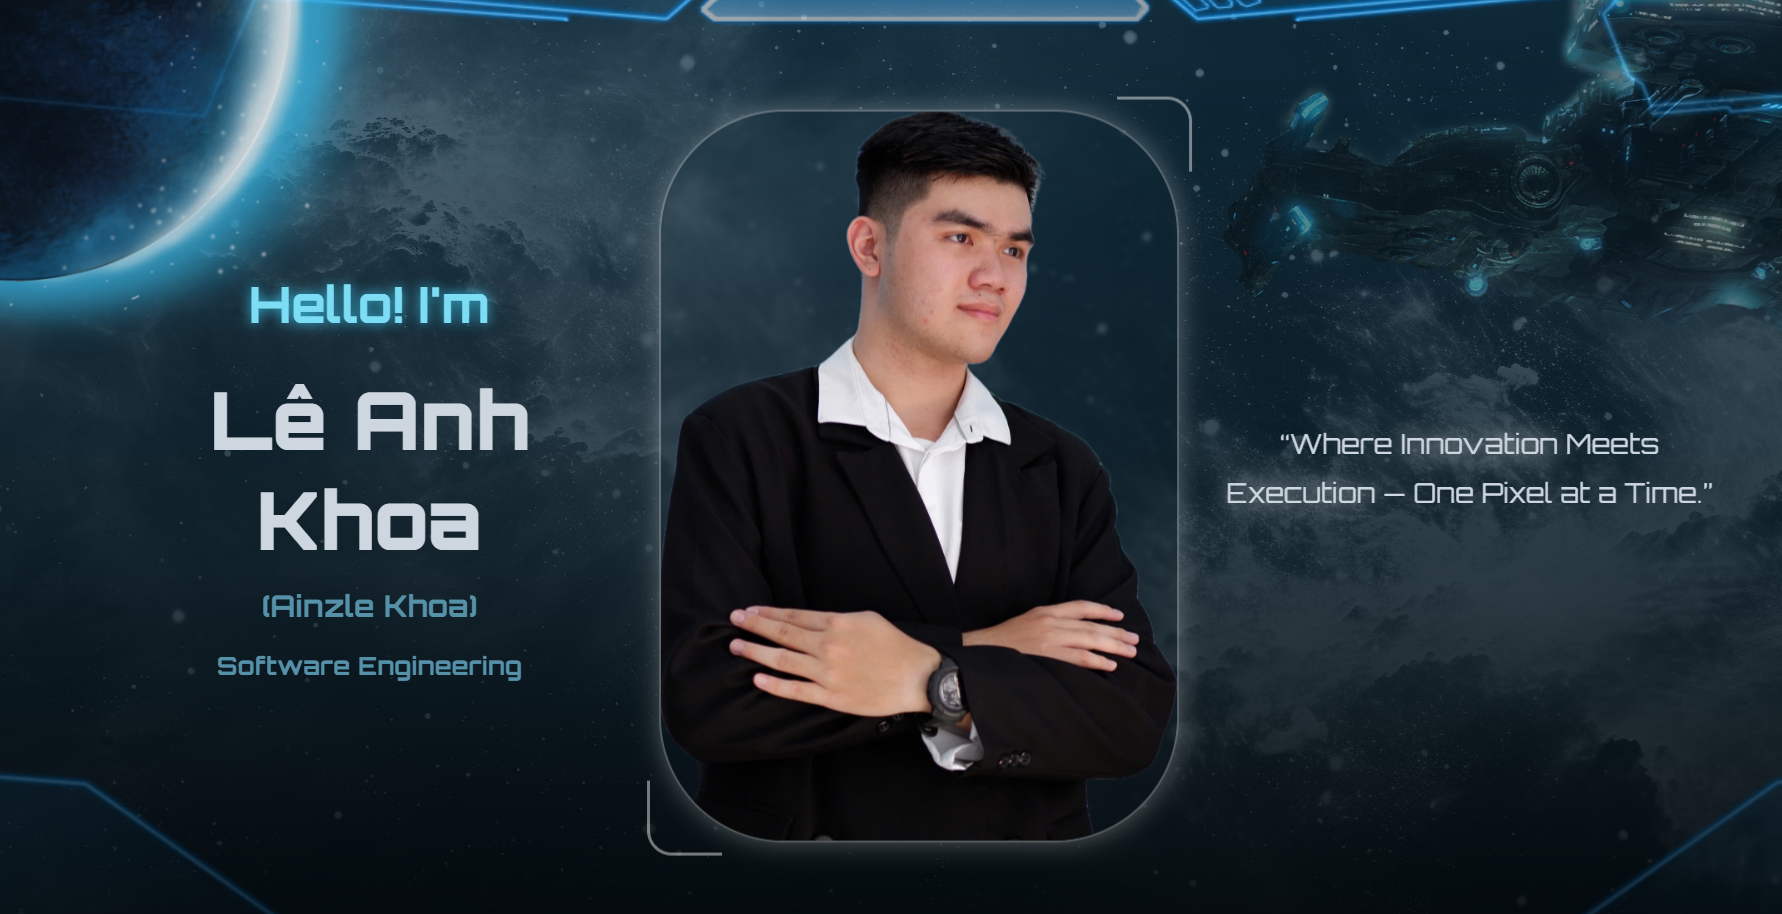 Hello! I'm
Lê Anh
Khoa
(Ainzle Khoa)
Software Engineering
“Where Innovation Meets
Execution – One Pixel at a Time.”